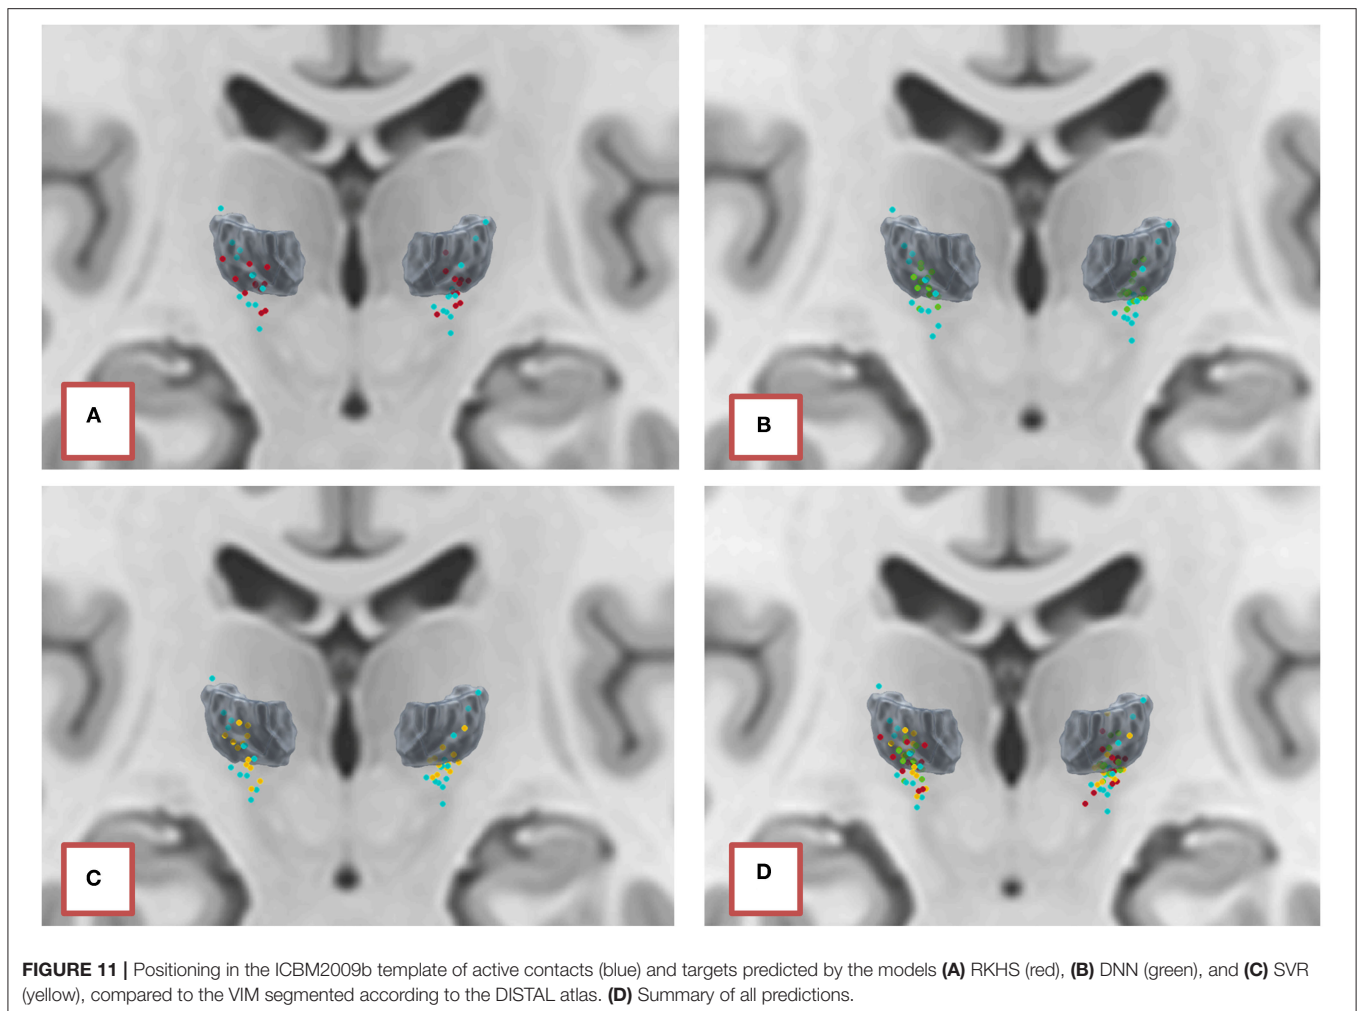 A
B
C
D
FIGURE 11 | Positioning in the ICBM2009b template of active contacts (blue) and targets predicted by the models (A) RKHS (red), (B) DNN (green), and (C) SVR
(yellow), compared to the VIM segmented according to the DISTAL atlas. (D) Summary of all predictions.